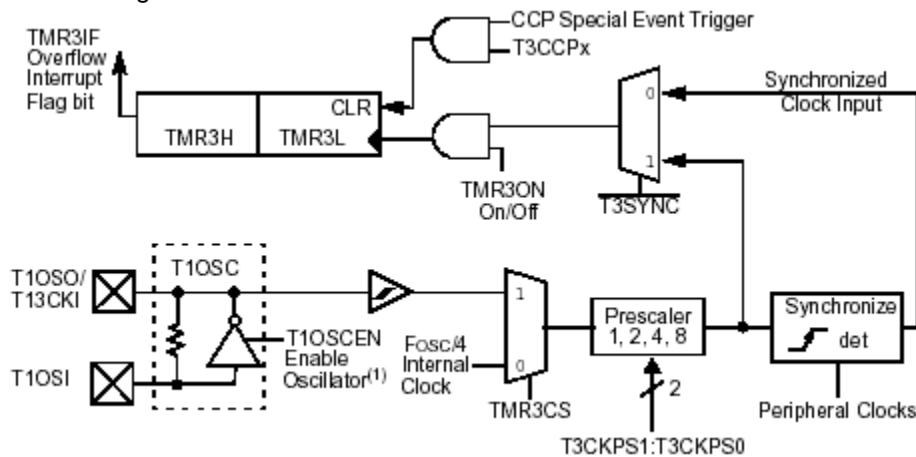 CCP Special Event Trigger
T3CCPx
TMR3IF
Overflow
Interrupt
Flag bit
CLR
TMR3H
TMR3L
TMR3ON
On/Off
0
1
Synchronized
Clock Input
T3SYNC
T1OSO/
T13CKI
T1OSI
T1OSC
T1OSCEN
Enable
Oscillator(1)
FOSC/4
Internal
Clock
1
0
TMR3CS
Prescaler
1, 2, 4, 8
2
T3CKPS1:T3CKPS0
Synchronize
det
Peripheral Clocks